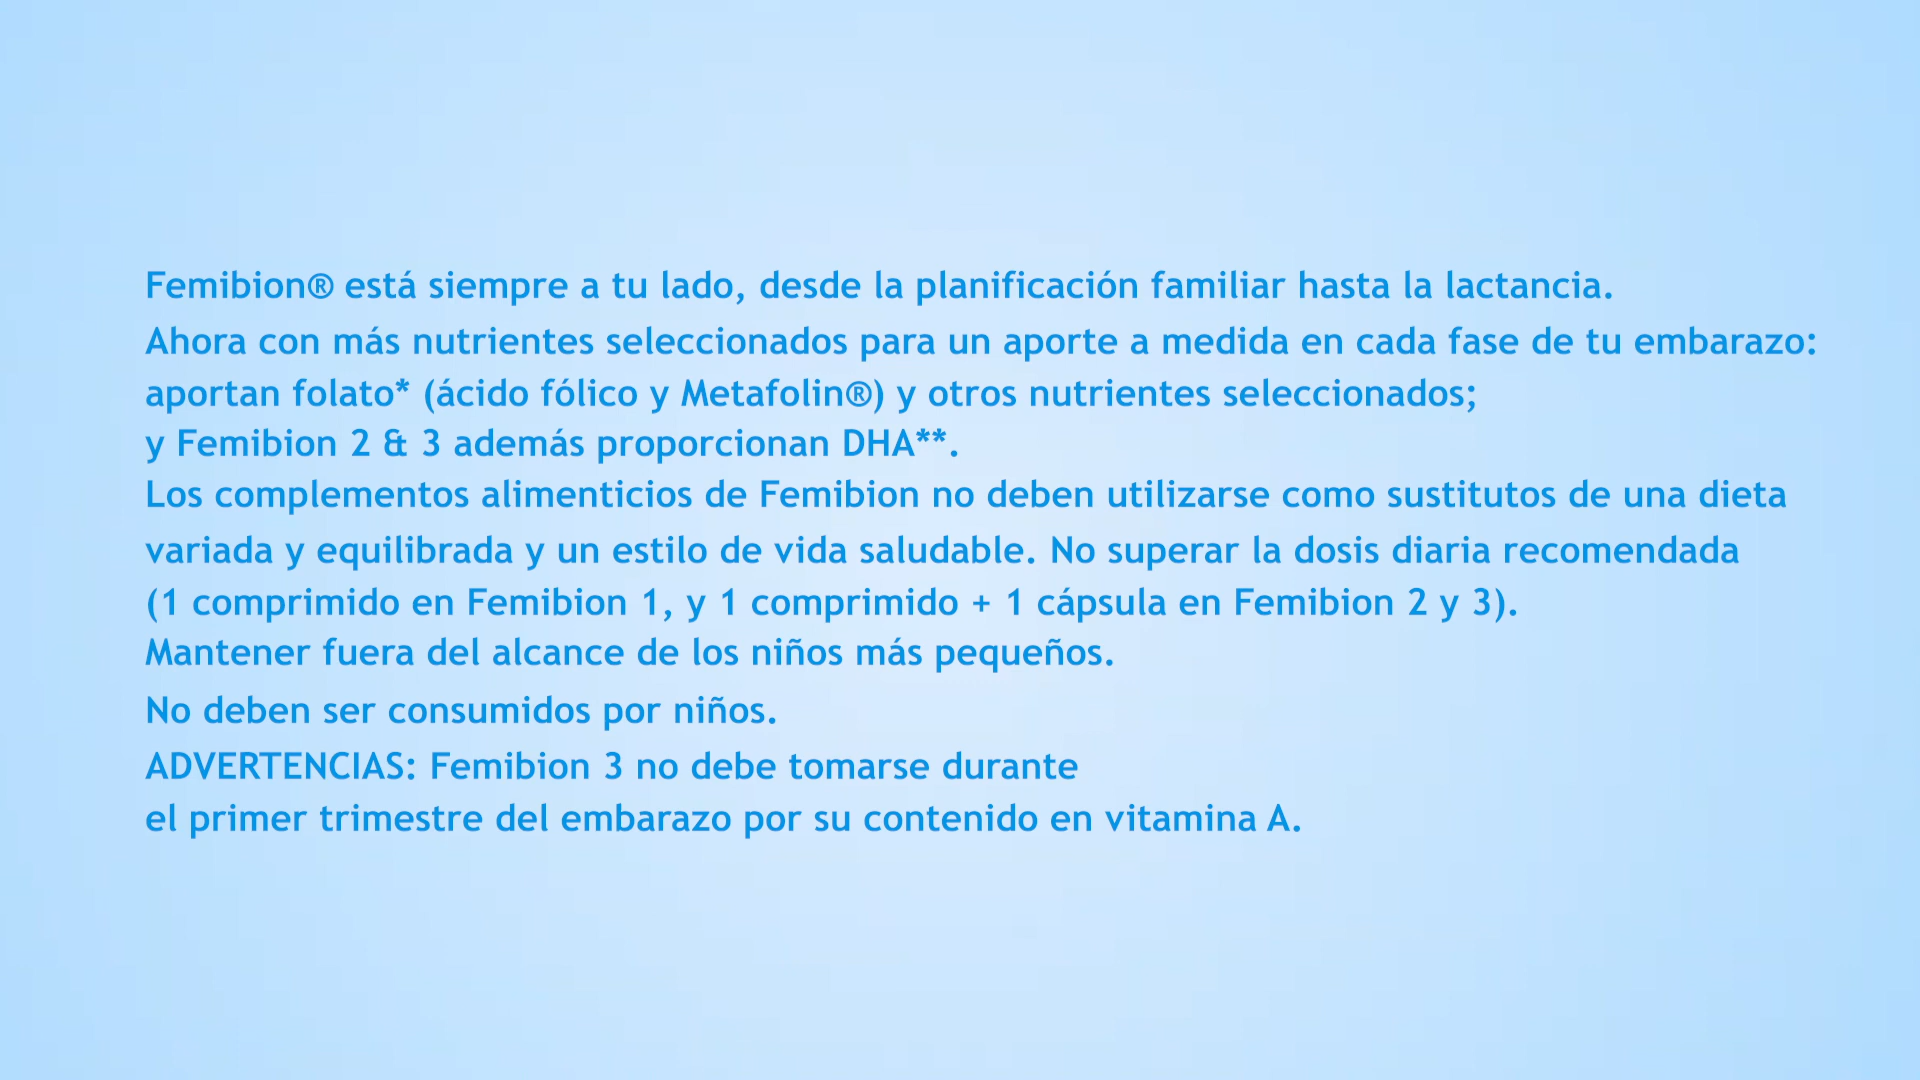 Femibion® está siempre a tu lado, desde la planificación familiar hasta la lactancia.
Ahora con más nutrientes seleccionados para un aporte a medida en cada fase de tu embarazo:
aportan folato* (ácido fólico y Metafolin®) y otros nutrientes seleccionados;
y Femibion 2 & 3 además proporcionan DHA**.
Los complementos alimenticios de Femibion no deben utilizarse como sustitutos de una dieta
variada y equilibrada y un estilo de vida saludable. No superar la dosis diaria recomendada
(1 comprimido en Femibion 1, y 1 comprimido + 1 cápsula en Femibion 2 y 3).
Mantener fuera del alcance de los niños más pequeños.
No deben ser consumidos por niños.
ADVERTENCIAS: Femibion 3 no debe tomarse durante
el primer trimestre del embarazo por su contenido en vitamina A.